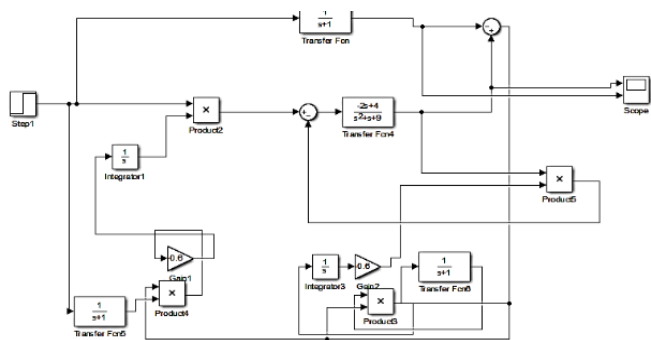 1
s+1
Transfer Fcn
Step1
×
Product2
-2s+4
s²+s+9
Transfer Fcn4
Scope
1
s
Integrator1
×
Product5
0.6
Gain1
1
s+1
Transfer Fcn5
×
Product4
1
s
Integrator3
0.6
Gain2
1
s+1
Transfer Fcn6
×
Product3